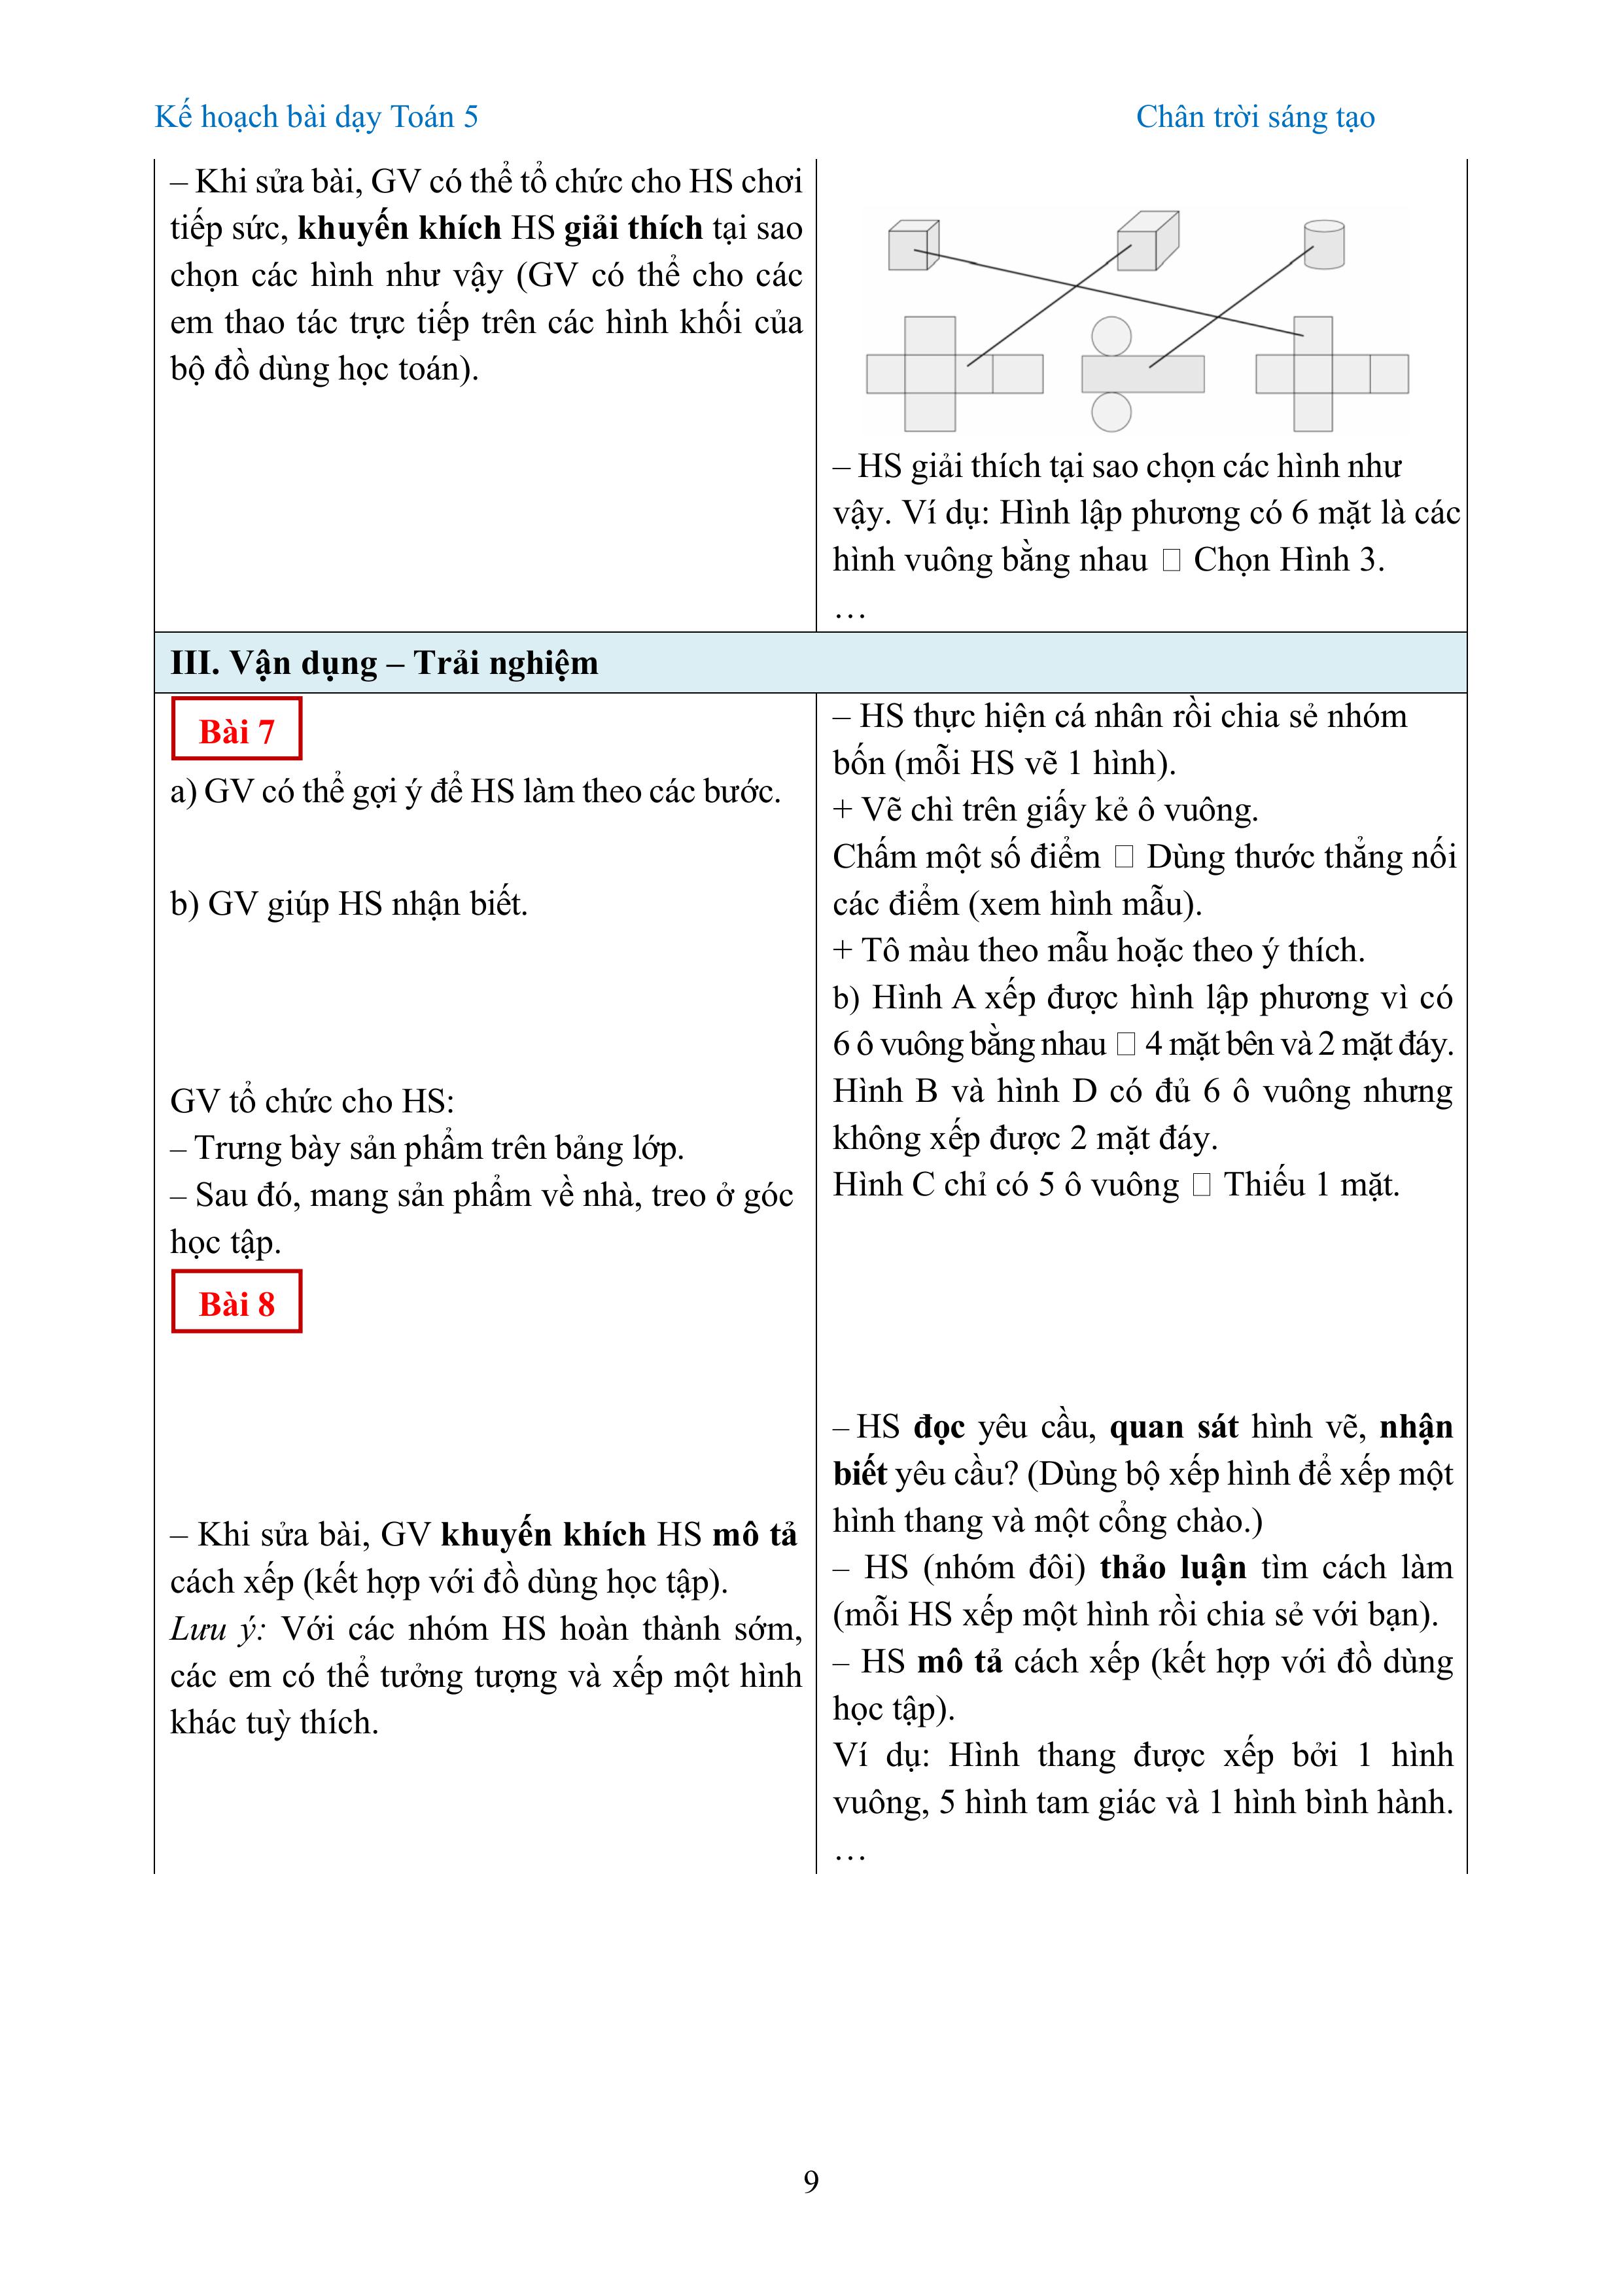 Kế hoạch bài dạy Toán 5
Chân trời sáng tạo
– Khi sửa bài, GV có thể tổ chức cho HS chơi
tiếp sức, khuyến khích HS giải thích tại sao
chọn các hình như vậy (GV có thể cho các
em thao tác trực tiếp trên các hình khối của
bộ đồ dùng học toán).
– HS giải thích tại sao chọn các hình như
vậy. Ví dụ: Hình lập phương có 6 mặt là các
hình vuông bằng nhau □ Chọn Hình 3.
…
III. Vận dụng – Trải nghiệm
Bài 7
a) GV có thể gợi ý để HS làm theo các bước.
b) GV giúp HS nhận biết.
GV tổ chức cho HS:
– Trưng bày sản phẩm trên bảng lớp.
– Sau đó, mang sản phẩm về nhà, treo ở góc
học tập.
Bài 8
– Khi sửa bài, GV khuyến khích HS mô tả
cách xếp (kết hợp với đồ dùng học tập).
Lưu ý: Với các nhóm HS hoàn thành sớm,
các em có thể tưởng tượng và xếp một hình
khác tuỳ thích.
– HS thực hiện cá nhân rồi chia sẻ nhóm
bốn (mỗi HS vẽ 1 hình).
+ Vẽ chì trên giấy kẻ ô vuông.
Chấm một số điểm □ Dùng thước thẳng nối
các điểm (xem hình mẫu).
+ Tô màu theo mẫu hoặc theo ý thích.
b) Hình A xếp được hình lập phương vì có
6 ô vuông bằng nhau □ 4 mặt bên và 2 mặt đáy.
Hình B và hình D có đủ 6 ô vuông nhưng
không xếp được 2 mặt đáy.
Hình C chỉ có 5 ô vuông □ Thiếu 1 mặt.
– HS đọc yêu cầu, quan sát hình vẽ, nhận
biết yêu cầu? (Dùng bộ xếp hình để xếp một
hình thang và một cổng chào.)
– HS (nhóm đôi) thảo luận tìm cách làm
(mỗi HS xếp một hình rồi chia sẻ với bạn).
– HS mô tả cách xếp (kết hợp với đồ dùng
học tập).
Ví dụ: Hình thang được xếp bởi 1 hình
vuông, 5 hình tam giác và 1 hình bình hành.
…
9